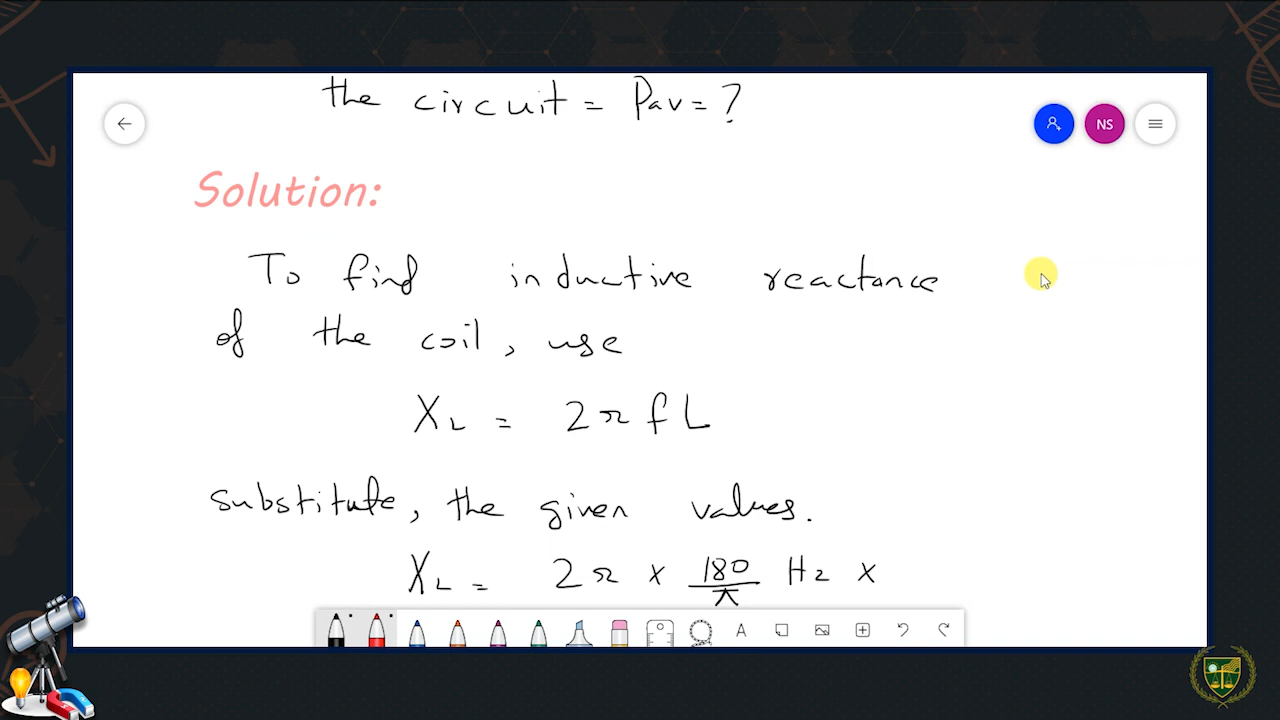 the circuit = Pav = ?
NS
Solution:
To find inductive reactance
of the coil, use
XL = 2π f L
substitute, the given values.
XL = 2π × 180/π Hz ×
A